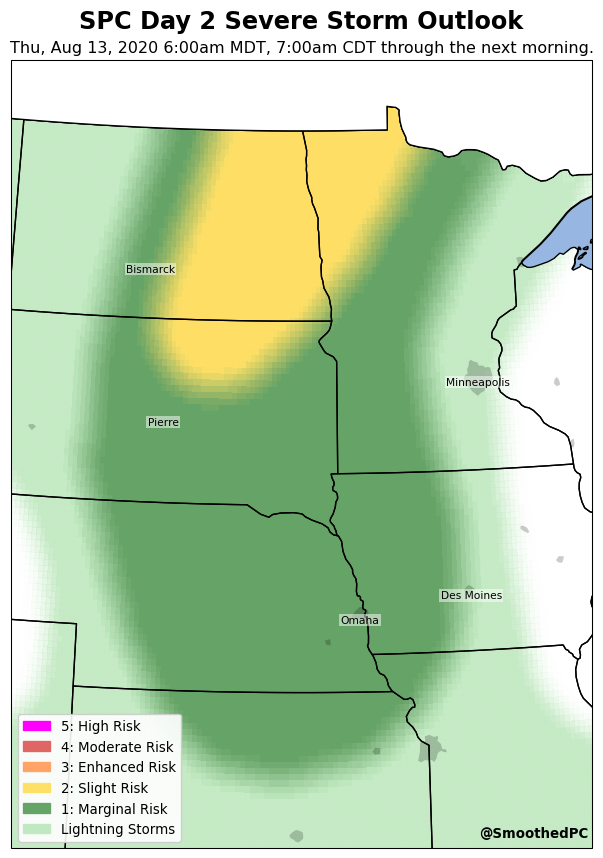 SPC Day 2 Severe Storm Outlook
Thu, Aug 13, 2020 6:00am MDT, 7:00am CDT through the next morning.
Bismarck
Minneapolis
Pierre
Des Moines
Omaha
5: High Risk
4: Moderate Risk
3: Enhanced Risk
2: Slight Risk
1: Marginal Risk
Lightning Storms
@SmoothedPC